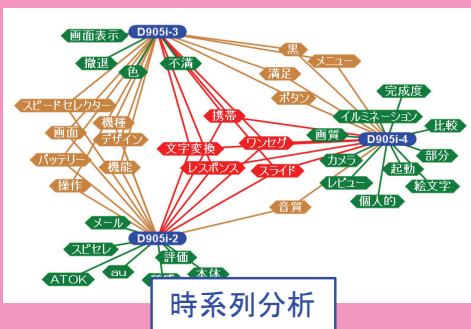 画面表示
D905i-3
撤退
色
不満
黒
メニュー
満足
ボタン
完成度
スピードセレクター
機種
携帯
イルミネーション
画面
デザイン
画質
比較
文字変換
ワンセグ
D905i-4
バッテリー
機能
レスポンス
スライド
カメラ
起動
部分
操作
レビュー
絵文字
個人的
音質
メール
D905i-2
スピセレ
評価
ATOK
au
本体
時系列分析